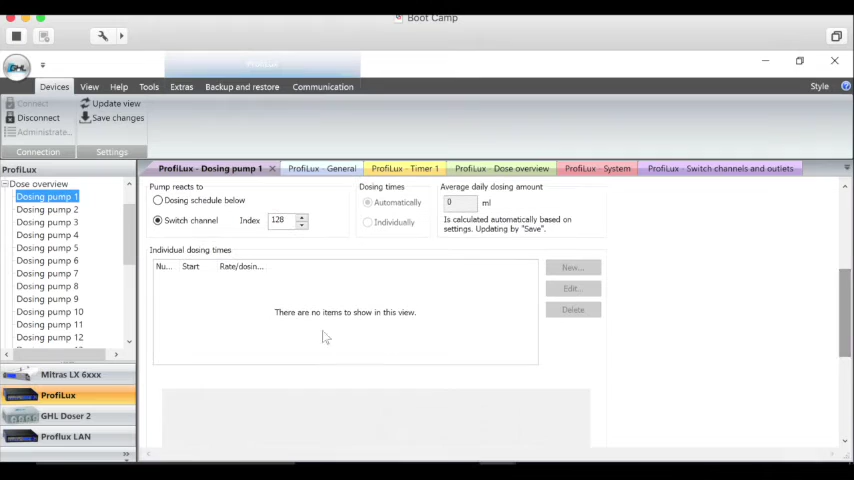 Boot Camp
GHL
ProfiLux
Devices View Help Tools Extras Backup and restore Communication Style
Connect
Disconnect
Administrate...
Connection
Update view
Save changes
Settings
ProfiLux
Dose overview
Dosing pump 1
Dosing pump 2
Dosing pump 3
Dosing pump 4
Dosing pump 5
Dosing pump 6
Dosing pump 7
Dosing pump 8
Dosing pump 9
Dosing pump 10
Dosing pump 11
Dosing pump 12
Mitras LX 6xxx
ProfiLux
GHL Doser 2
Proflux LAN
ProfiLux - Dosing pump 1 ProfiLux - General ProfiLux - Timer 1 ProfiLux - Dose overview ProfiLux - System ProfiLux - Switch channels and outlets
Pump reacts to
Dosing schedule below
Switch channel Index 128
Dosing times
Automatically
Individually
Average daily dosing amount
0 ml
Is calculated automatically based on
settings. Updating by "Save".
Individual dosing times
Nu... Start Rate/dosin...
There are no items to show in this view.
New...
Edit...
Delete